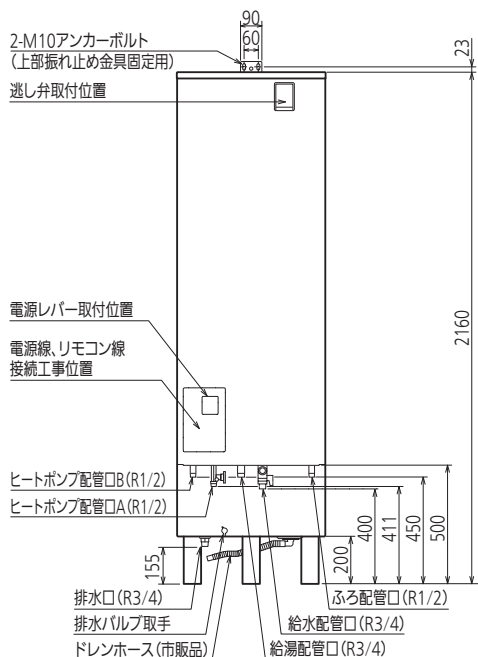 90
60
2-M10アンカーボルト
(上部振れ止め金具固定用)
23
逃し弁取付位置
2160
電源レバー取付位置
電源線、リモコン線
接続工事位置
ヒートポンプ配管口B(R1/2)
ヒートポンプ配管口A(R1/2)
155
200
400
411
450
500
排水口(R3/4)
ふろ配管口(R1/2)
排水バルブ取手
給水配管口(R3/4)
ドレンホース(市販品)
給湯配管口(R3/4)